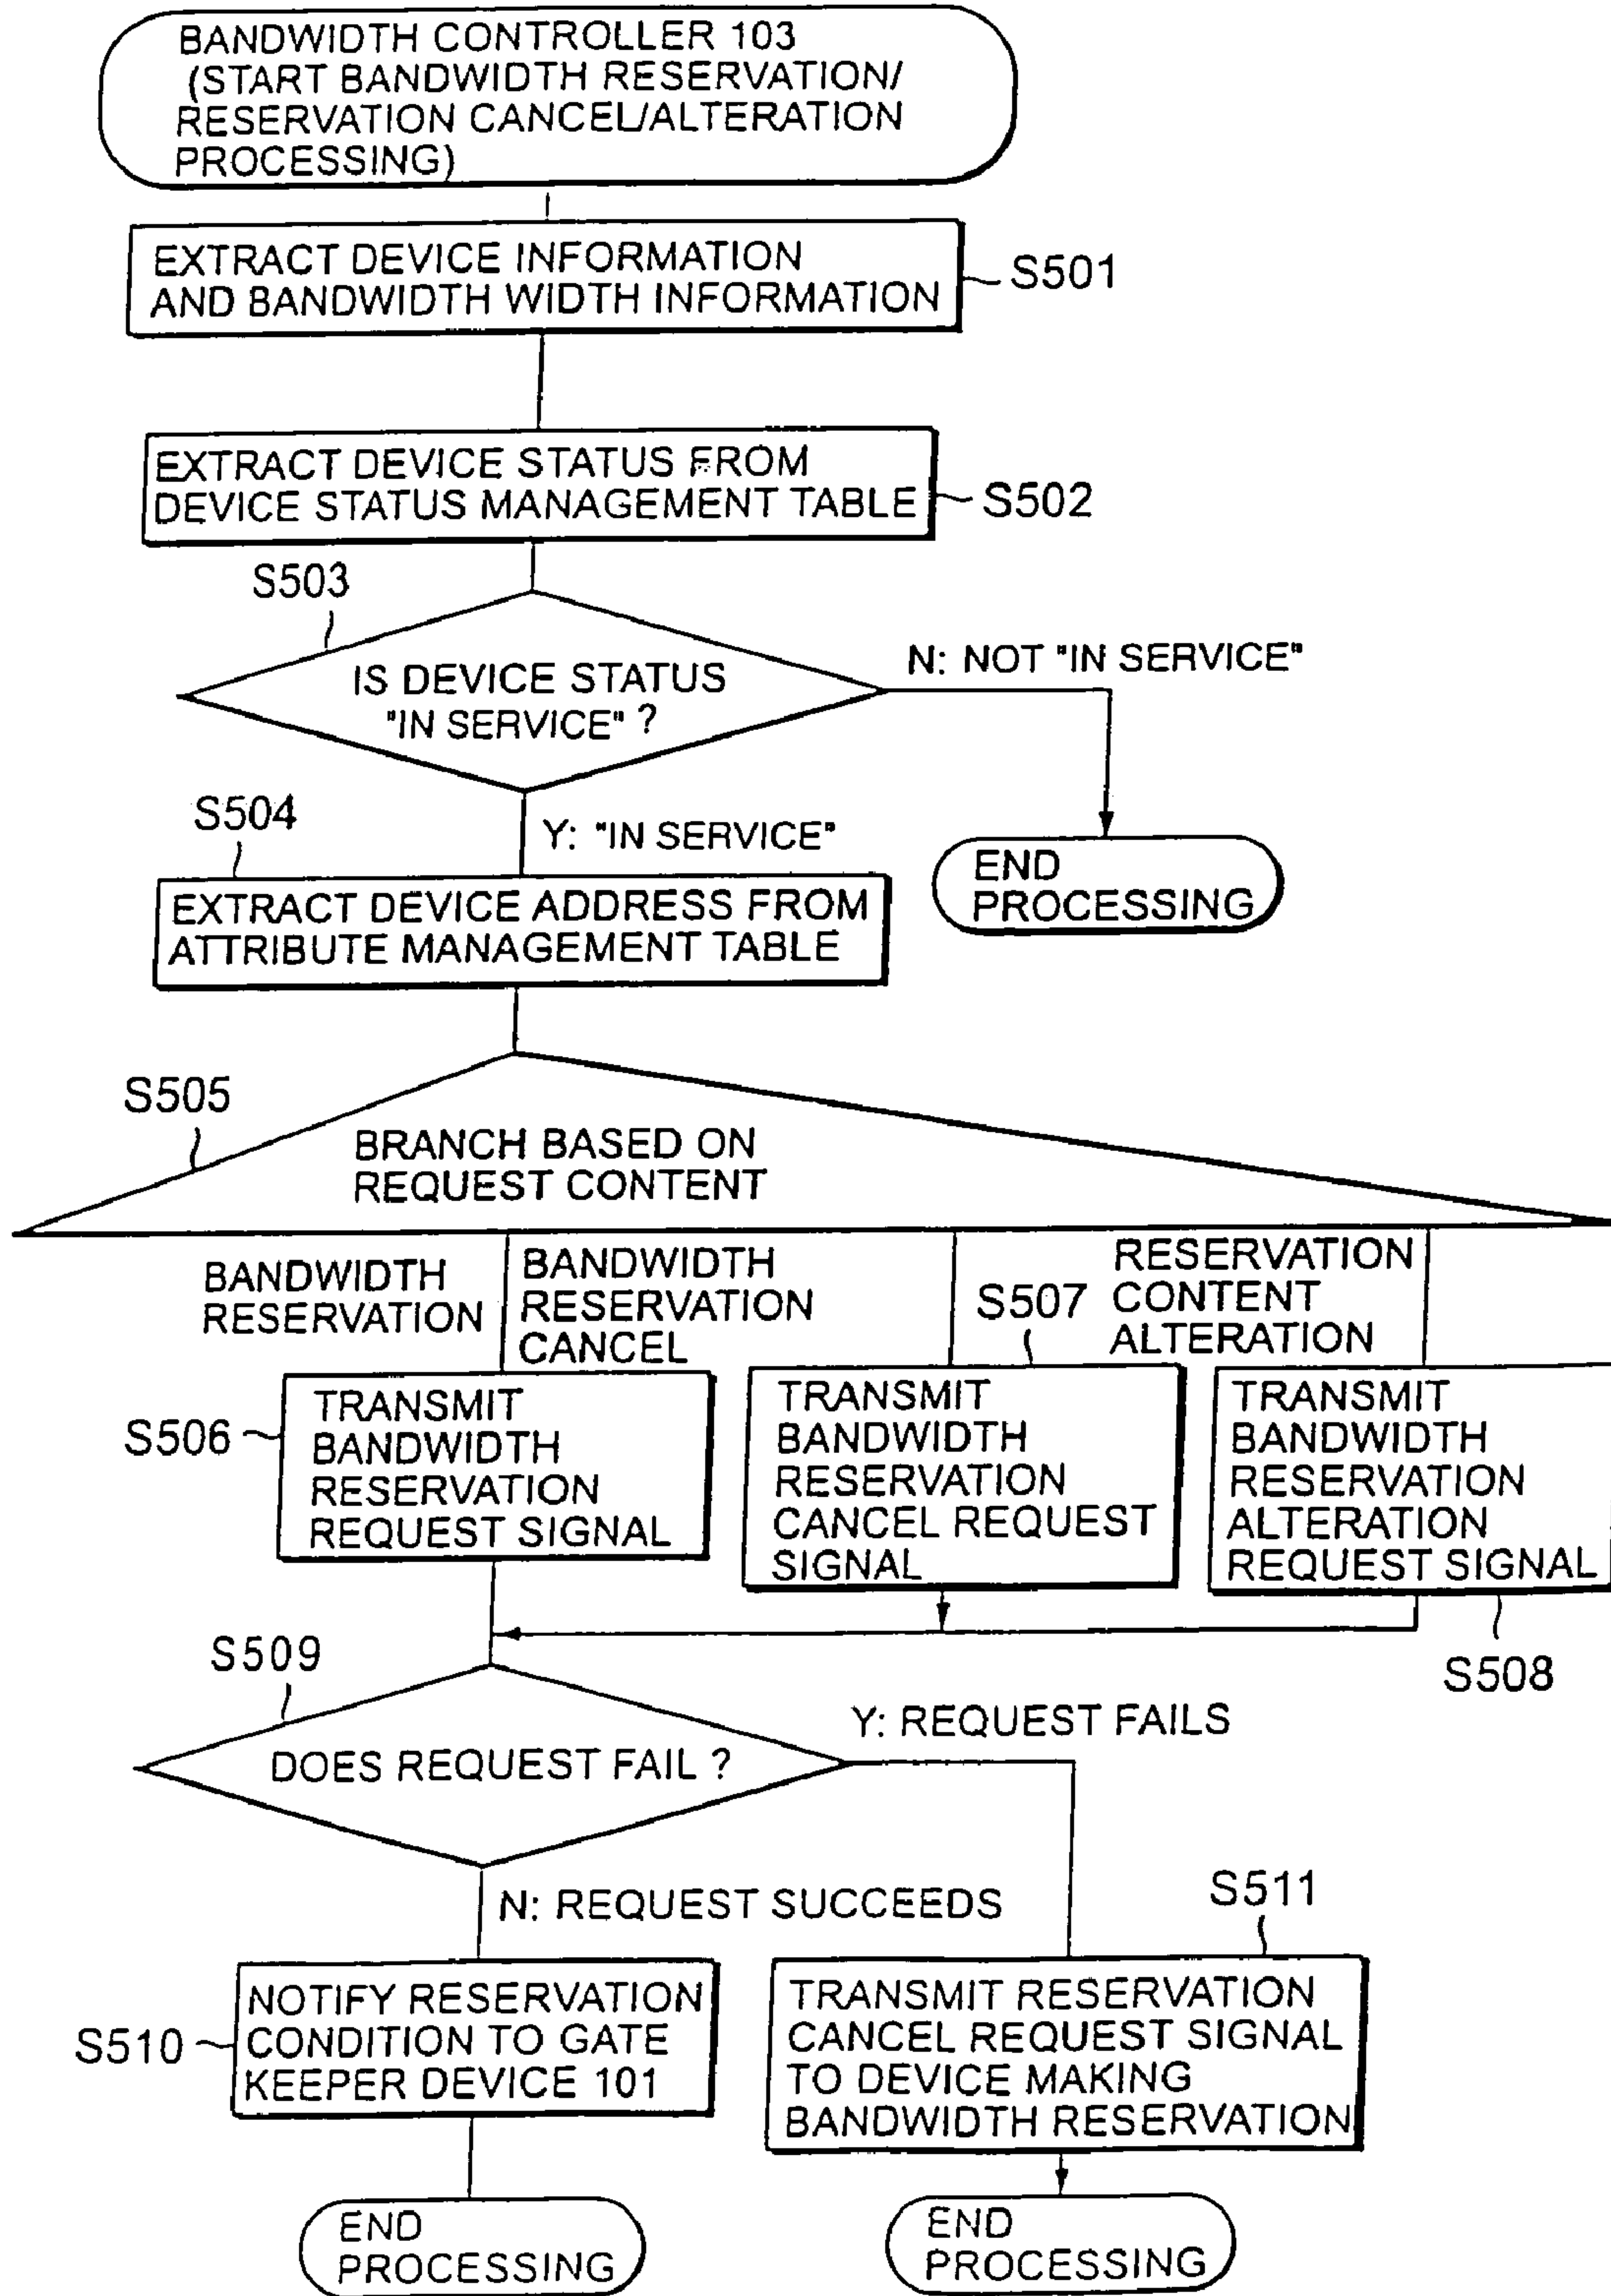 BANDWIDTH CONTROLLER 103
(START BANDWIDTH RESERVATION/
RESERVATION CANCEL/ALTERATION
PROCESSING)
EXTRACT DEVICE INFORMATION
AND BANDWIDTH WIDTH INFORMATION
S501
EXTRACT DEVICE STATUS FROM
DEVICE STATUS MANAGEMENT TABLE
S502
S503
IS DEVICE STATUS
"IN SERVICE" ?
N: NOT "IN SERVICE"
END
PROCESSING
S504
Y: "IN SERVICE"
EXTRACT DEVICE ADDRESS FROM
ATTRIBUTE MANAGEMENT TABLE
S505
BRANCH BASED ON
REQUEST CONTENT
BANDWIDTH
RESERVATION
BANDWIDTH
RESERVATION
CANCEL
S507
RESERVATION
CONTENT
ALTERATION
S506
TRANSMIT
BANDWIDTH
RESERVATION
REQUEST SIGNAL
TRANSMIT
BANDWIDTH
RESERVATION
CANCEL REQUEST
SIGNAL
TRANSMIT
BANDWIDTH
RESERVATION
ALTERATION
REQUEST SIGNAL
S508
S509
DOES REQUEST FAIL ?
Y: REQUEST FAILS
N: REQUEST SUCCEEDS
S511
S510
NOTIFY RESERVATION
CONDITION TO GATE
KEEPER DEVICE 101
TRANSMIT RESERVATION
CANCEL REQUEST SIGNAL
TO DEVICE MAKING
BANDWIDTH RESERVATION
END
PROCESSING
END
PROCESSING